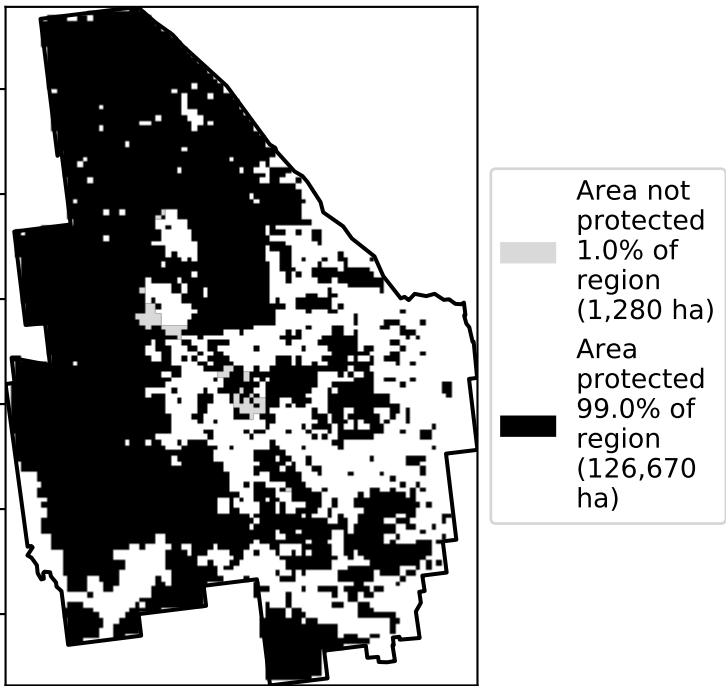 Area not
protected
1.0% of
region
(1,280 ha)
Area
protected
99.0% of
region
(126,670
ha)